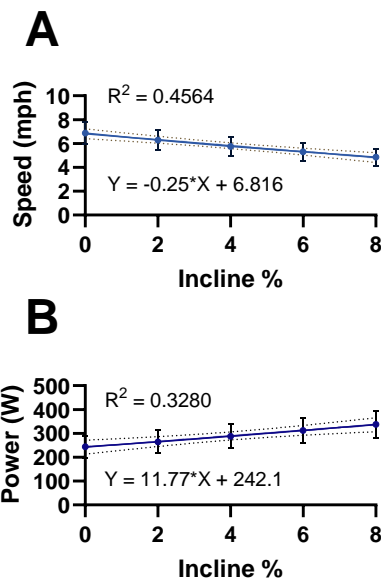 A
R² = 0.4564
Speed (mph)
10
8
6
4
2
0
Y = -0.25*X + 6.816
0 2 4 6 8
Incline %
B
R² = 0.3280
Power (W)
500
400
300
200
100
0
Y = 11.77*X + 242.1
0 2 4 6 8
Incline %